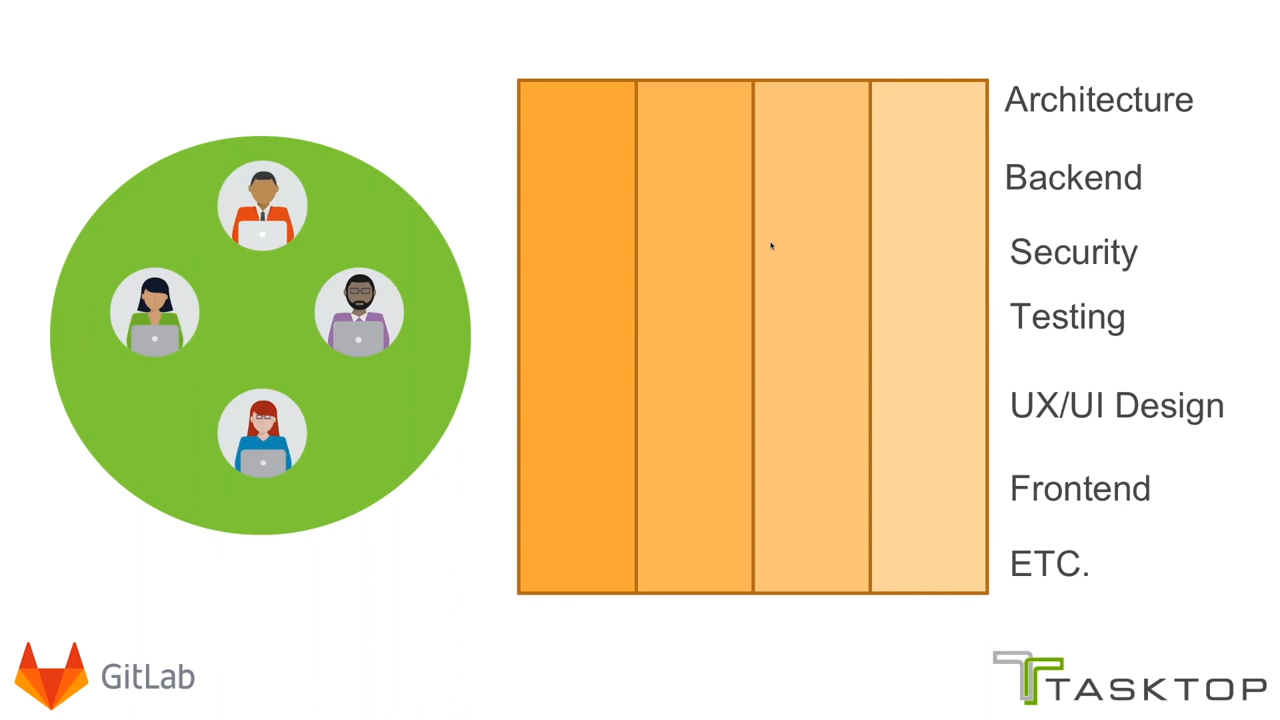 Architecture
Backend
Security
Testing
UX/UI Design
Frontend
ETC.
GitLab
TASKTOP